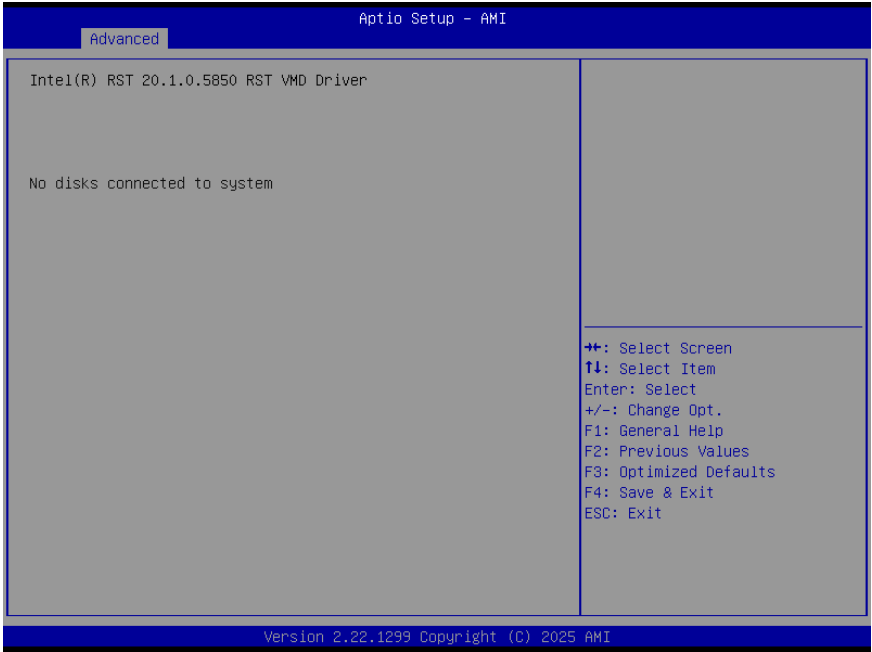 Aptio Setup - AMI
Advanced
Intel(R) RST 20.1.0.5850 RST VMD Driver
No disks connected to system
→←: Select Screen
↑↓: Select Item
Enter: Select
+/-: Change Opt.
F1: General Help
F2: Previous Values
F3: Optimized Defaults
F4: Save & Exit
ESC: Exit
Version 2.22.1299 Copyright (C) 2025 AMI